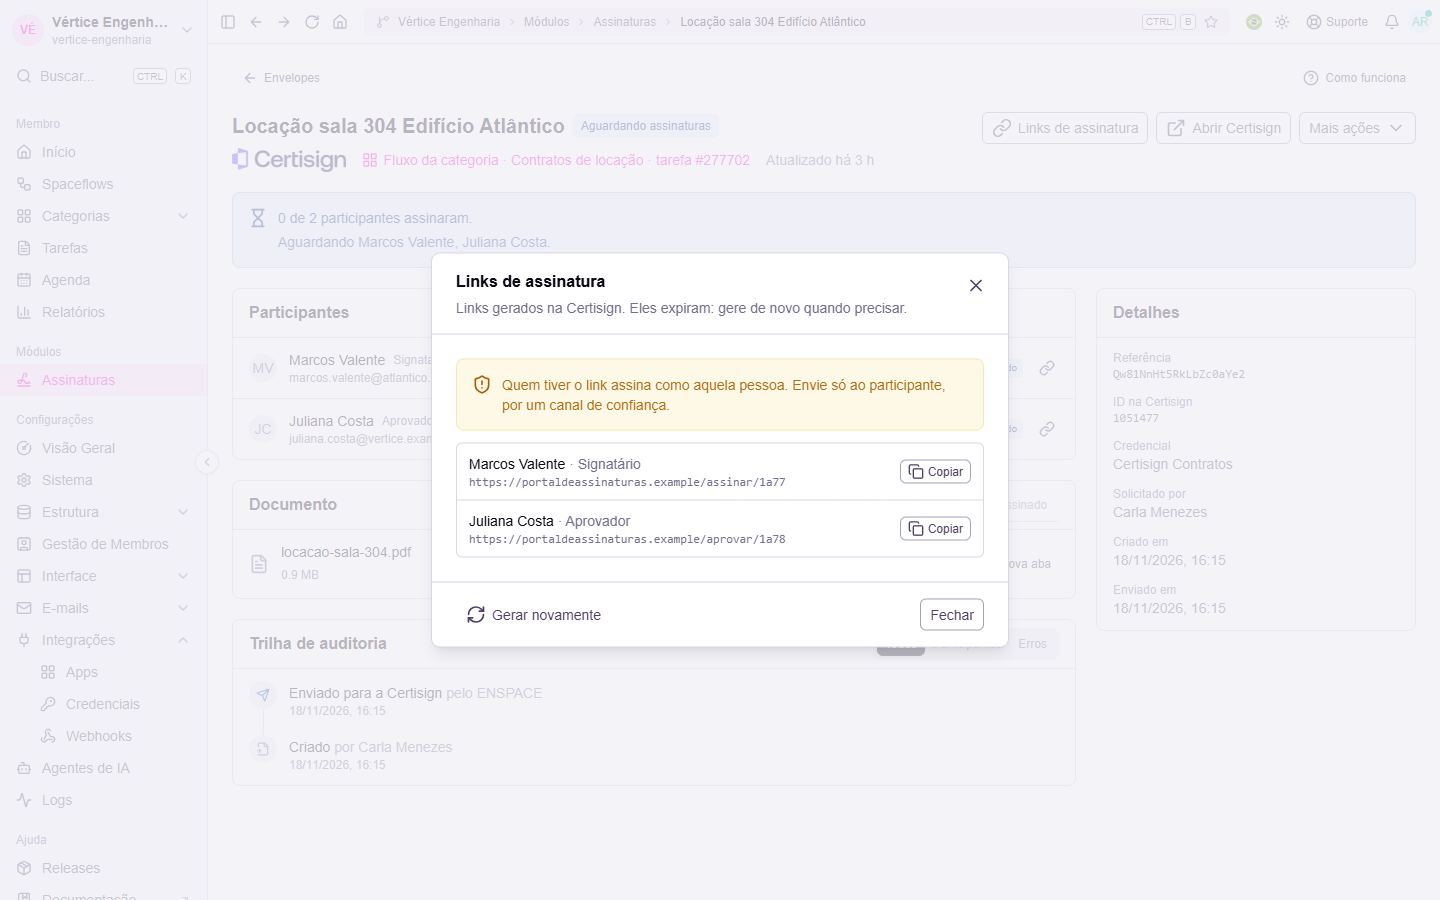 VÉ
Vértice Engenh...
vertice-engenharia
Buscar...
CTRL
K
Membro
Início
Spaceflows
Categorias
Tarefas
Agenda
Relatórios
Módulos
Assinaturas
Configurações
Visão Geral
Sistema
Estrutura
Gestão de Membros
Interface
E-mails
Integrações
Apps
Credenciais
Webhooks
Agentes de IA
Logs
Ajuda
Releases
Documentação
Vértice Engenharia
Módulos
Assinaturas
Locação sala 304 Edifício Atlântico
CTRL
B
Suporte
AR
Envelopes
Como funciona
Locação sala 304 Edifício Atlântico
Aguardando assinaturas
Links de assinatura
Abrir Certisign
Mais ações
Certisign
Fluxo da categoria · Contratos de locação · tarefa #277702
Atualizado há 3 h
0 de 2 participantes assinaram.
Aguardando Marcos Valente, Juliana Costa.
Participantes
MV
Marcos Valente
marcos.valente@atlantico.
JC
Juliana Costa
Aprovado
juliana.costa@vertice.exan
Documento
locacao-sala-304.pdf
0.9 MB
ova aba
Trilha de auditoria
Erros
Enviado para a Certisign pelo ENSPACE
18/11/2026, 16:15
Criado por Carla Menezes
18/11/2026, 16:15
Links de assinatura
Links gerados na Certisign. Eles expiram: gere de novo quando precisar.
Quem tiver o link assina como aquela pessoa. Envie só ao participante,
por um canal de confiança.
Marcos Valente · Signatário
https://portaldeassinaturas.example/assinar/1a77
Copiar
Juliana Costa · Aprovador
https://portaldeassinaturas.example/aprovar/1a78
Copiar
Gerar novamente
Fechar
Detalhes
Referência
Qw81NnHt5RkLbZc0aYe2
ID na Certisign
1051477
Credencial
Certisign Contratos
Solicitado por
Carla Menezes
Criado em
18/11/2026, 16:15
Enviado em
18/11/2026, 16:15